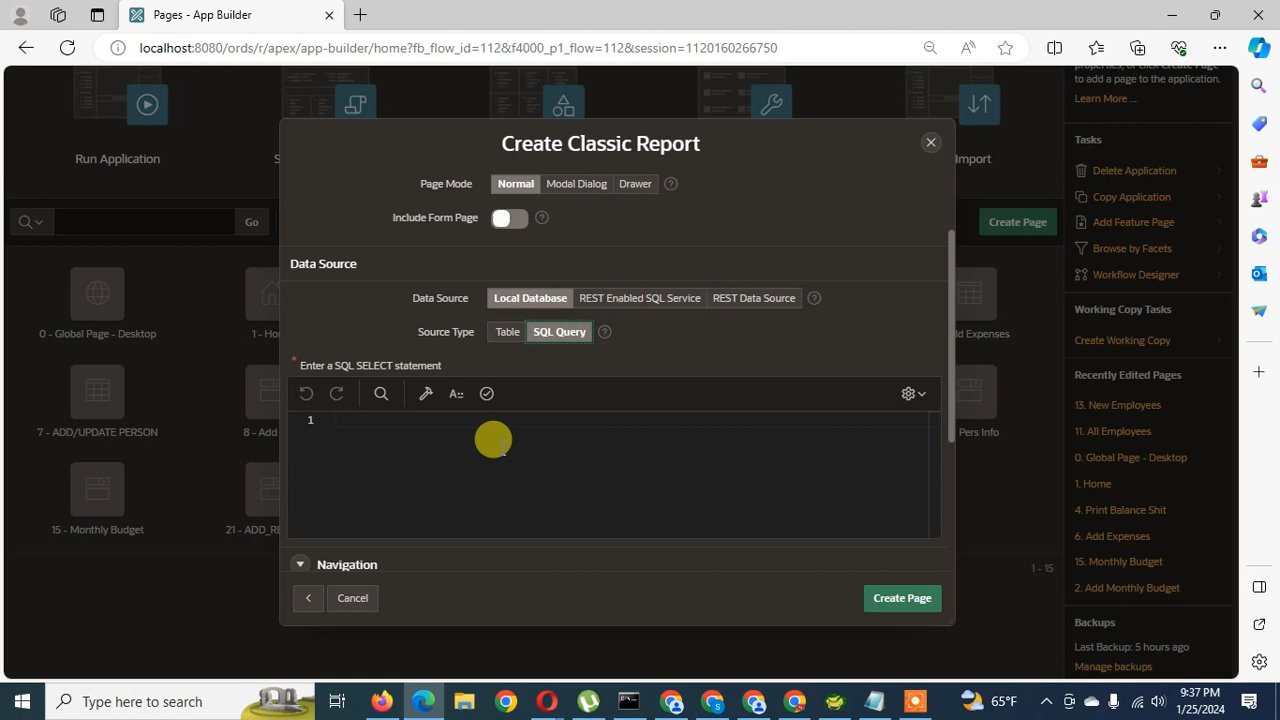 Pages - App Builder
localhost:8080/ords/r/apex/app-builder/home?fb_flow_id=112&f4000_p1_flow=112&session=1120160266750
properties, or click Create Page
to add a page to the application.
Learn More ...
Run Application
Import
Go
Create Page
0 - Global Page - Desktop
7 - ADD/UPDATE PERSON
15 - Monthly Budget
Create Classic Report
Page Mode
Normal
Modal Dialog
Drawer
Include Form Page
Data Source
Data Source
Local Database
REST Enabled SQL Service
REST Data Source
Source Type
Table
SQL Query
* Enter a SQL SELECT statement
1
Navigation
Cancel
Create Page
1 - 15
Tasks
Delete Application
Copy Application
Add Feature Page
Browse by Facets
Workflow Designer
Working Copy Tasks
Create Working Copy
Recently Edited Pages
13. New Employees
11. All Employees
0. Global Page - Desktop
1. Home
4. Print Balance Shit
6. Add Expenses
15. Monthly Budget
2. Add Monthly Budget
Backups
Last Backup: 5 hours ago
Manage backups
Type here to search
65°F
9:37 PM
1/25/2024